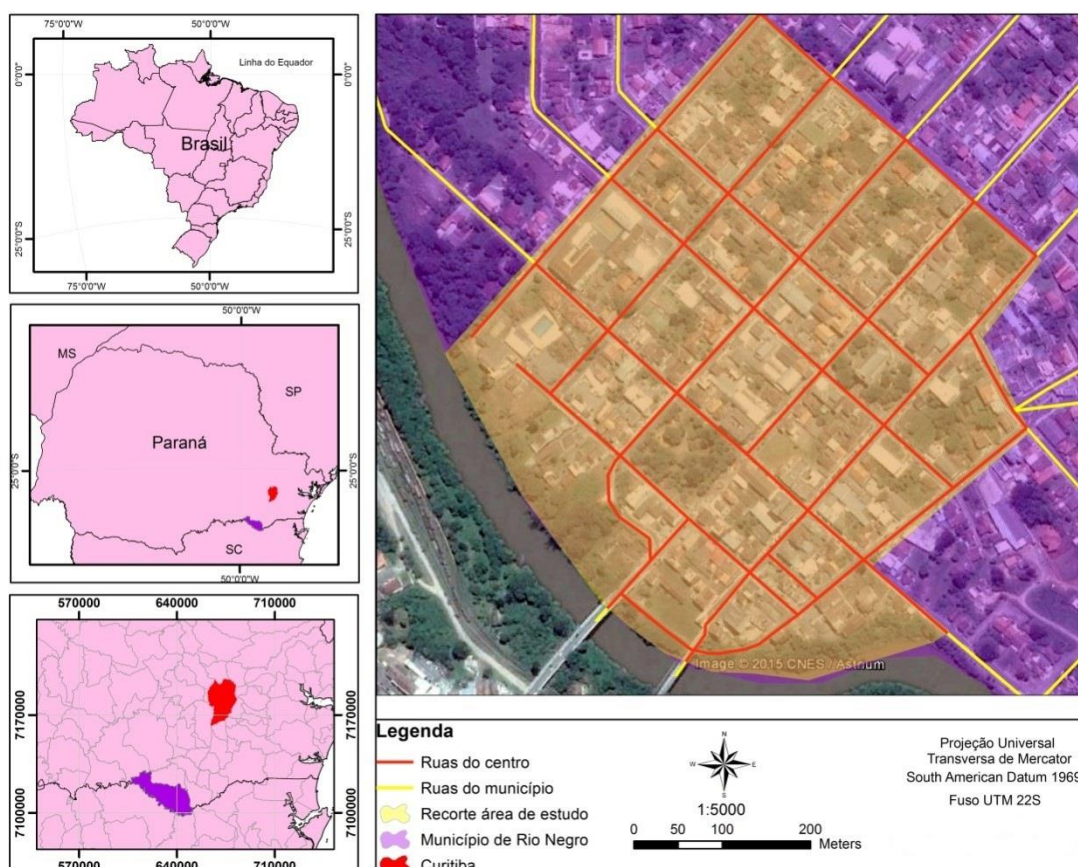 75°0'0"W
50°0'0"W
Linha do Equador
0°0'0"
0°0'0"
Brasil
25°0'0"S
25°0'0"S
75°0'0"W
50°0'0"W
50°0'0"W
MS
SP
Paraná
25°0'0"S
25°0'0"S
SC
50°0'0"W
570000
640000
710000
7170000
7170000
7100000
7100000
570000
640000
710000
Image © 2015 CNES / Astrium
Legenda
Ruas do centro
Ruas do município
Recorte área de estudo
Município de Rio Negro
Curitiba
N
W
E
S
1:5000
0 50 100 200
Meters
Projeção Universal
Transversa de Mercator
South American Datum 1969
Fuso UTM 22S